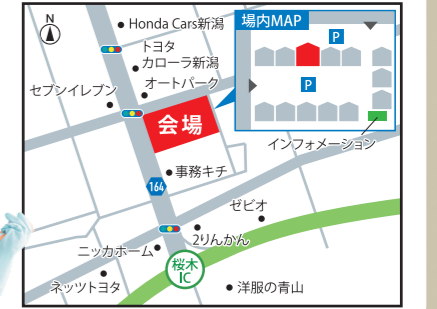 N
Honda Cars新潟
トヨタ
カローラ新潟
オートパーク
セブンイレブン
会場
場内MAP
P
P
インフォメーション
事務キチ
164
ゼビオ
2りんかん
ニッカホーム
桜木
IC
ネッツトヨタ
洋服の青山